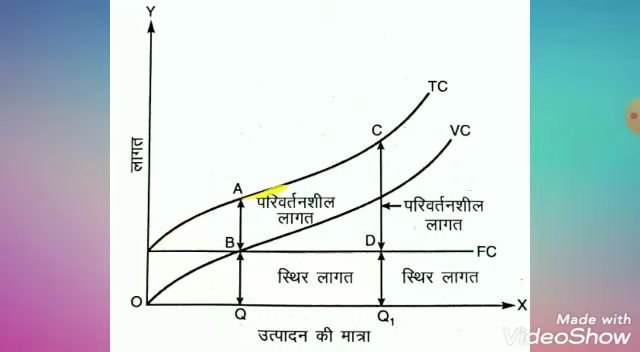 Y
TC
VC
C
लागत
A
परिवर्तनशील
लागत
परिवर्तनशील
लागत
B
D
FC
स्थिर लागत
स्थिर लागत
O
Q
Q1
X
उत्पादन की मात्रा
Made with
VideoShow